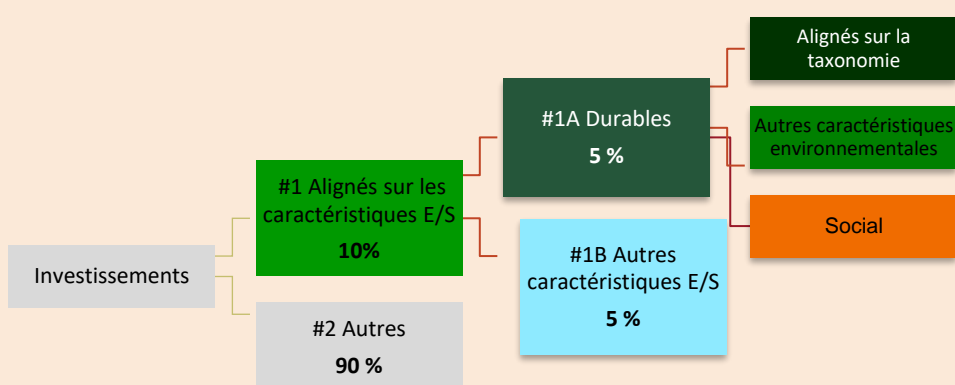 Investissements
#1 Alignés sur les
caractéristiques E/S
10%
#2 Autres
90 %
#1A Durables
5 %
#1B Autres
caractéristiques E/S
5 %
Alignés sur la
taxonomie
Autres caractéristiques
environnementales
Social